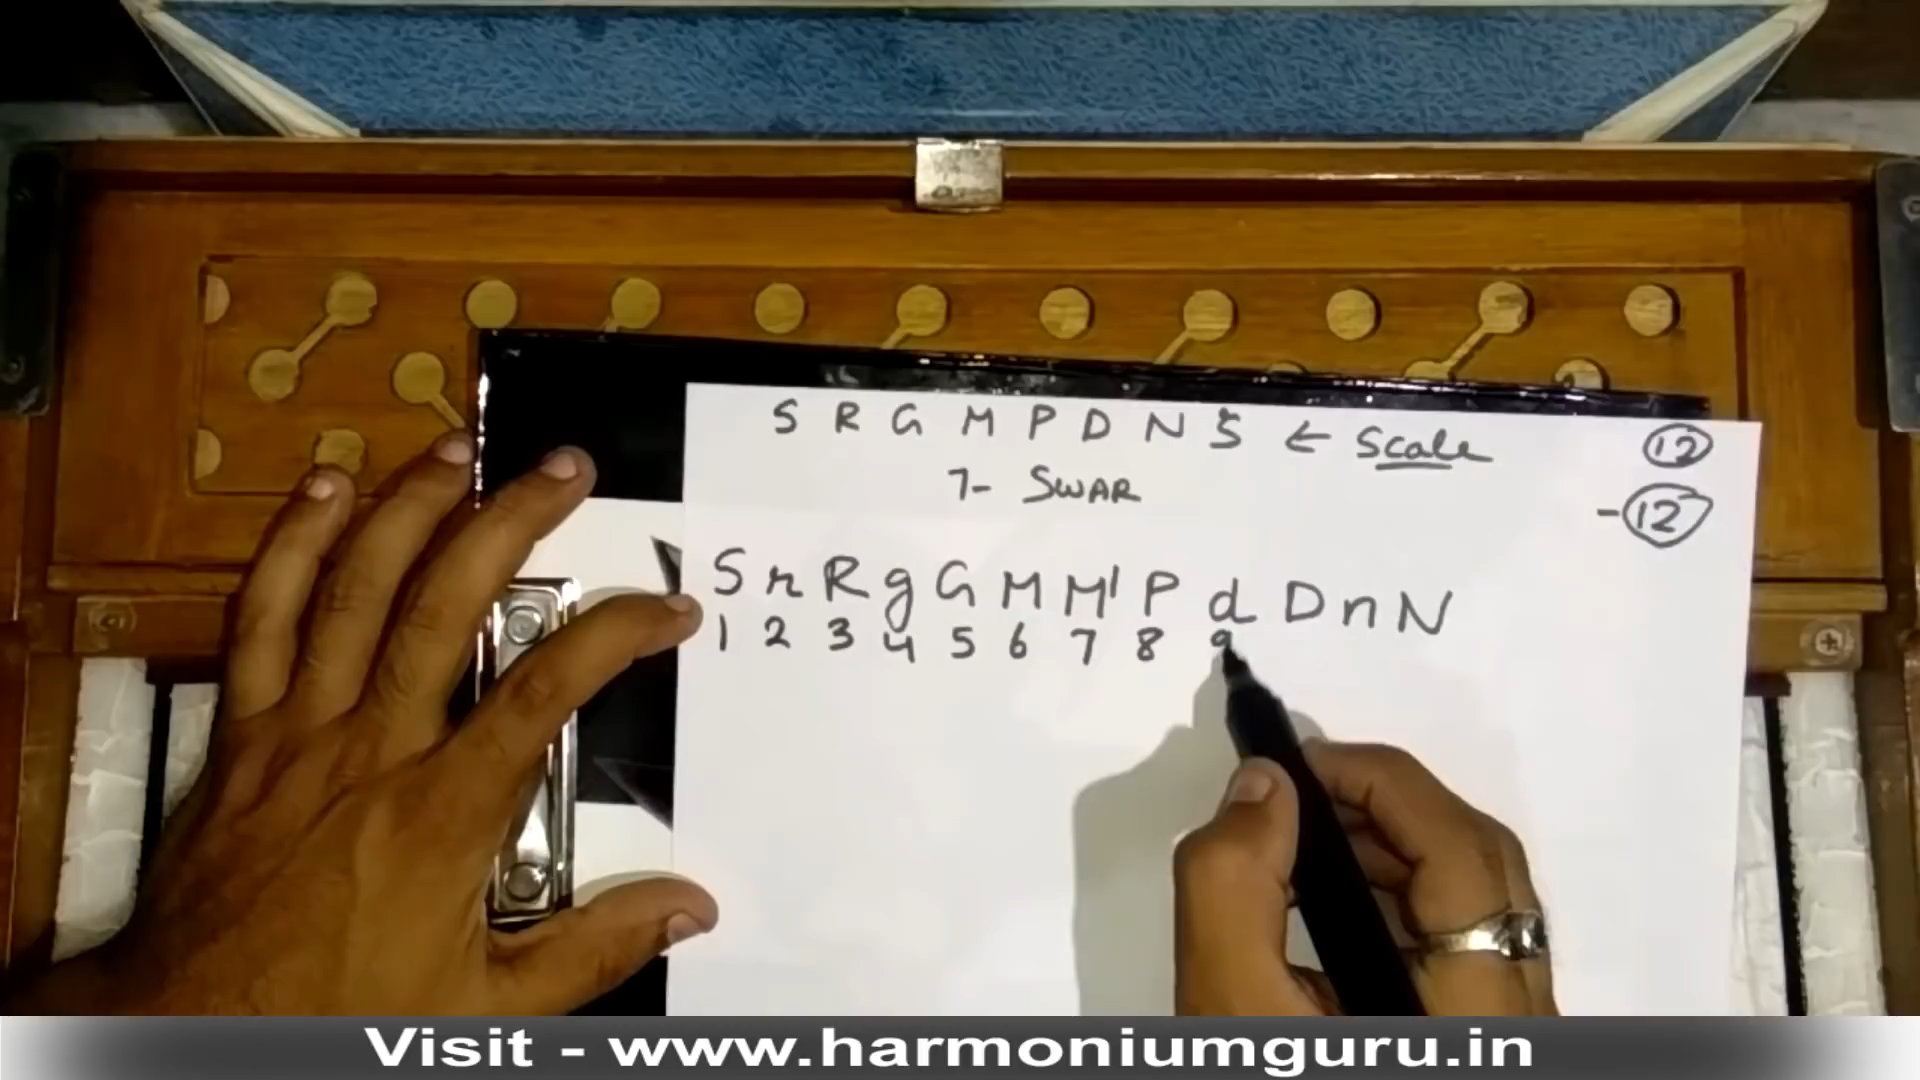 S R G M P D N Ṡ ← Scale
12
7- SWAR
-12
S r R g G M M' P d D n N
1 2 3 4 5 6 7 8 9
Visit - www.harmoniumguru.in